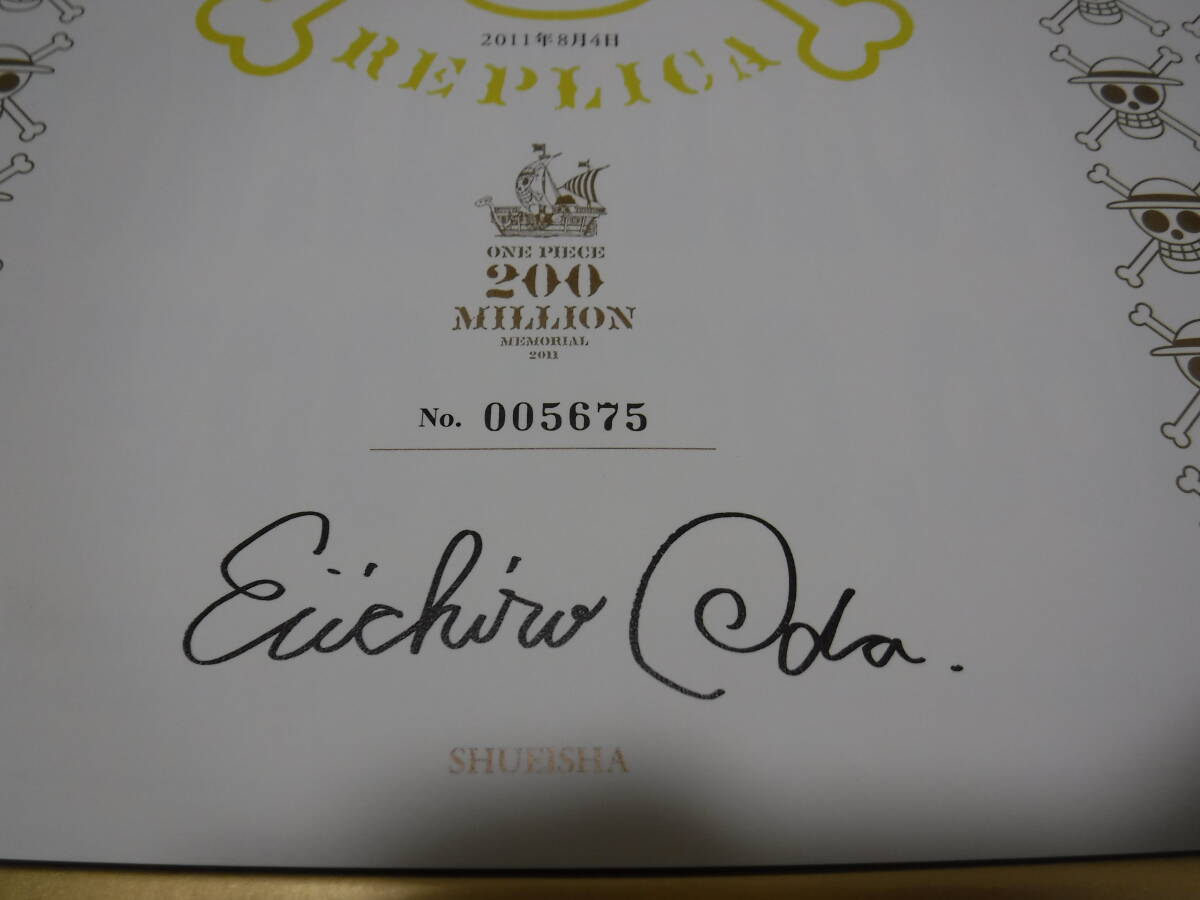 2011年8月4日
REPLICA
ONE PIECE
200
MILLION
MEMORIAL
2011
No. 005675
Eiichiro Oda.
SHUEISHA